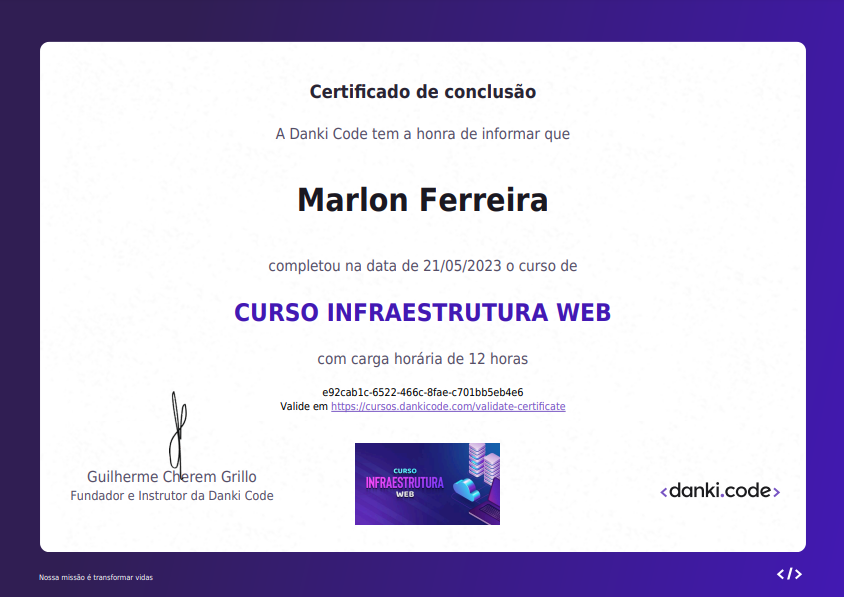 Certificado de conclusão
A Danki Code tem a honra de informar que
Marlon Ferreira
completou na data de 21/05/2023 o curso de
CURSO INFRAESTRUTURA WEB
com carga horária de 12 horas
e92cab1c-6522-466c-8fae-c701bb5eb4e6
Valide em https://cursos.dankicode.com/validate-certificate
Guilherme Cherem Grillo
Fundador e Instrutor da Danki Code
CURSO
INFRAESTRUTURA
WEB
<danki.code>
Nossa missão é transformar vidas
</>